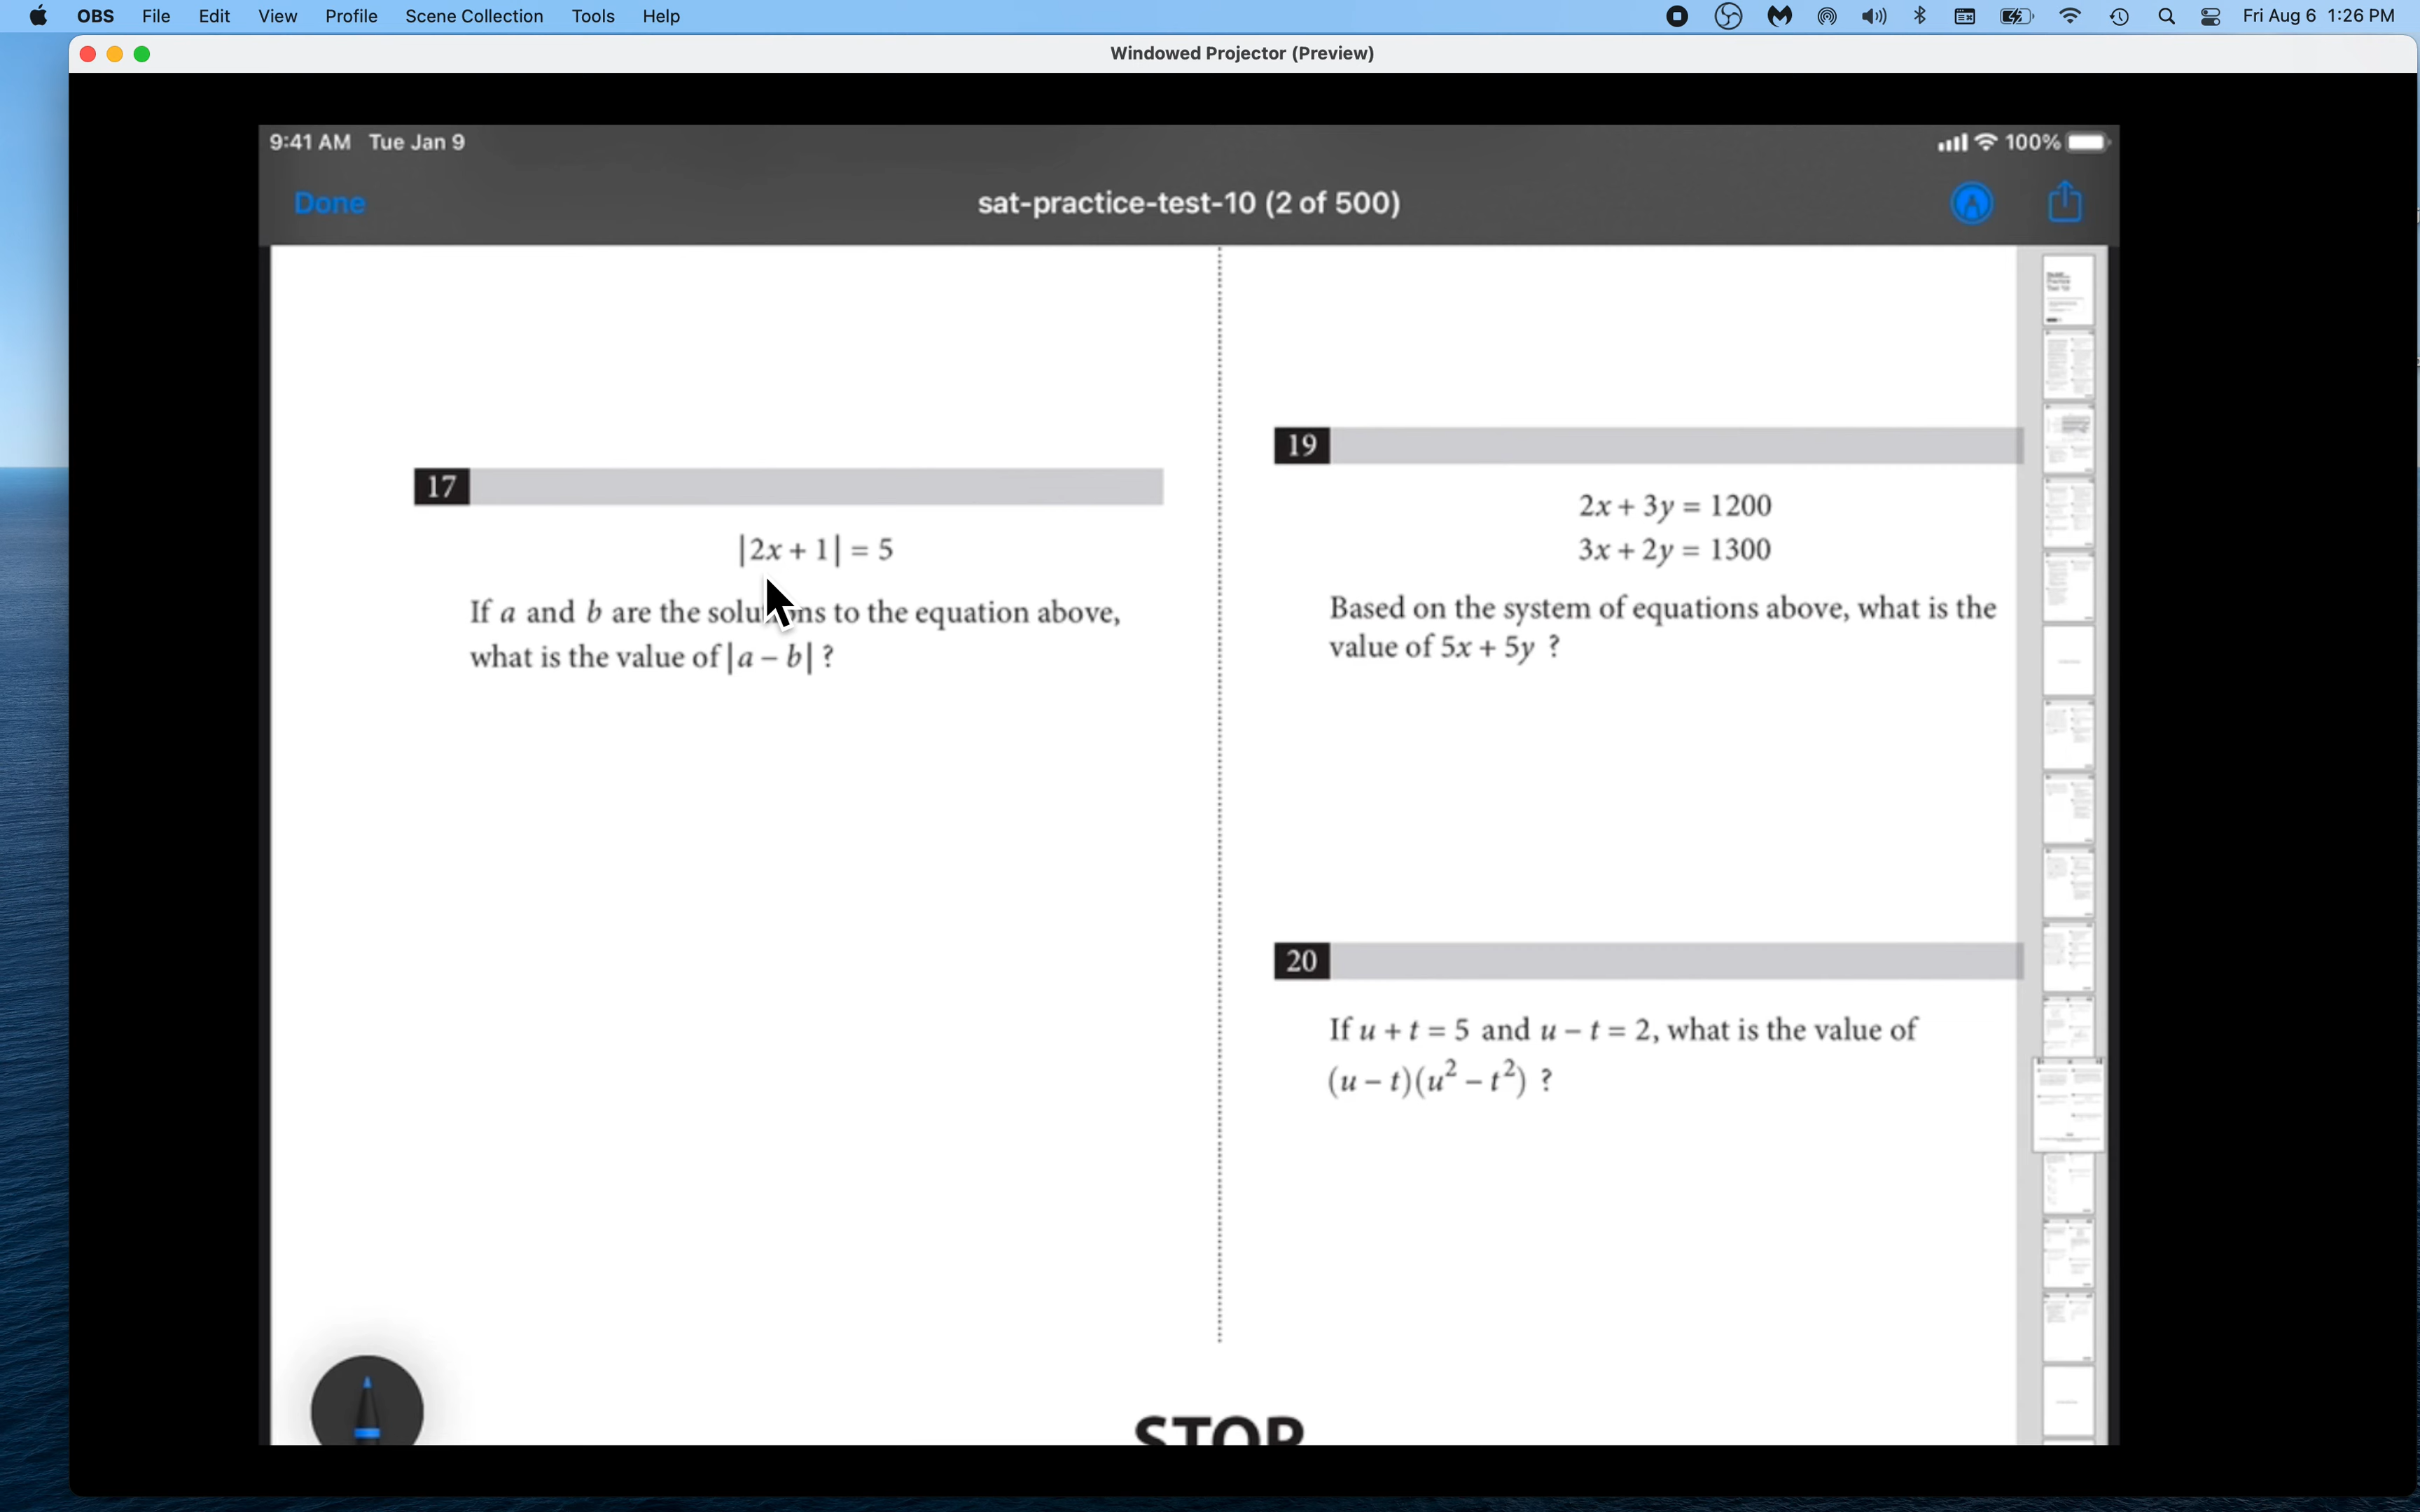 OBS File Edit View Profile Scene Collection Tools Help Fri Aug 6 1:26 PM
Windowed Projector (Preview)
9:41 AM Tue Jan 9 100%
Done sat-practice-test-10 (2 of 500)
17
|2x + 1| = 5
If a and b are the solutions to the equation above,
what is the value of |a – b| ?
19
2x + 3y = 1200
3x + 2y = 1300
Based on the system of equations above, what is the
value of 5x + 5y ?
20
If u + t = 5 and u – t = 2, what is the value of
(u – t)(u² – t²) ?
STOP